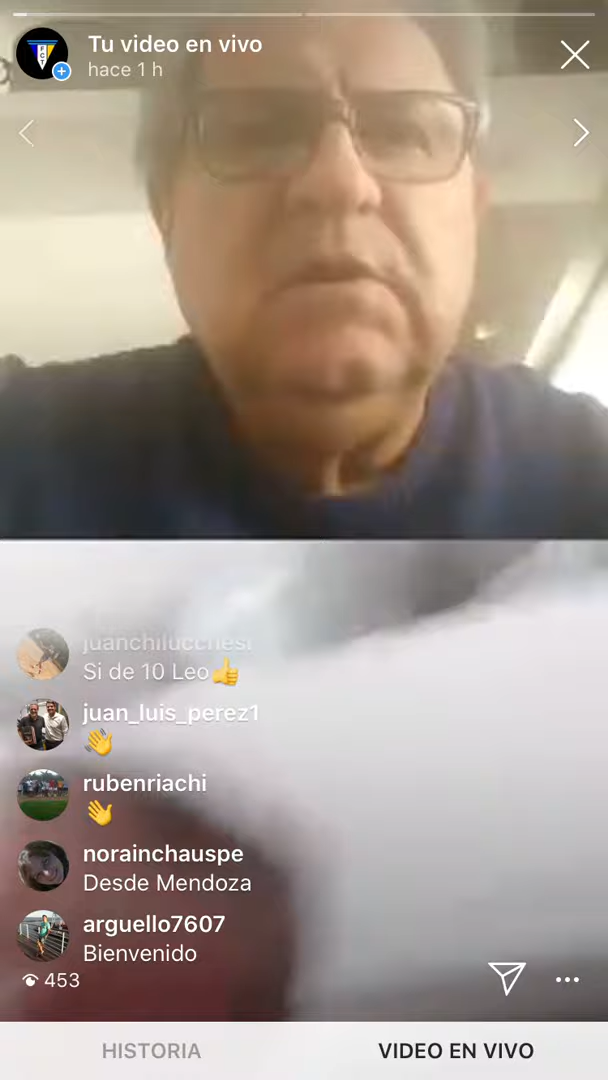 Tu video en vivo
hace 1 h
juanchilucchesi
Si de 10 Leo👍
juan_luis_perez1
👋
rubenriachi
👋
norainchauspe
Desde Mendoza
arguello7607
Bienvenido
453
HISTORIA
VIDEO EN VIVO